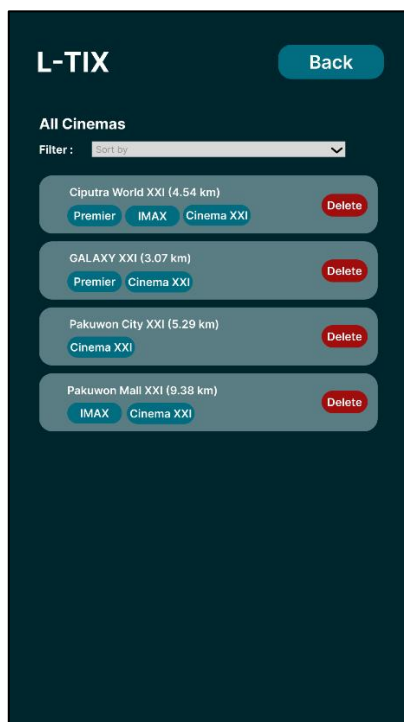 L-TIX Back
All Cinemas
Filter : Sort by
Ciputra World XXI (4.54 km)
Premier IMAX Cinema XXI Delete
GALAXY XXI (3.07 km)
Premier Cinema XXI Delete
Pakuwon City XXI (5.29 km)
Cinema XXI Delete
Pakuwon Mall XXI (9.38 km)
IMAX Cinema XXI Delete